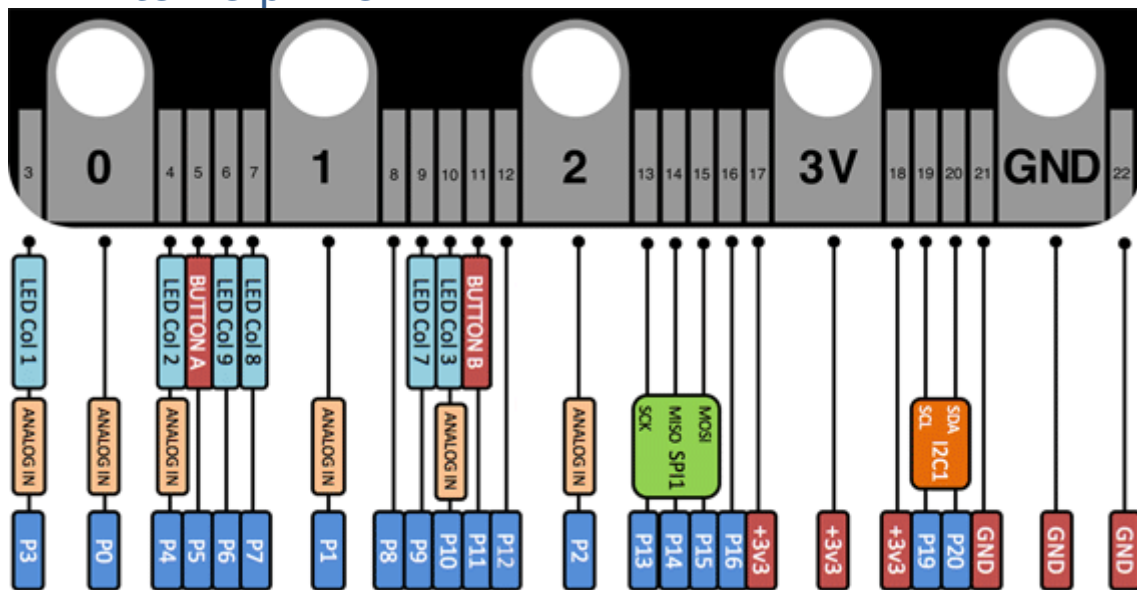 3
0
4
5
6
7
1
8
9
10
11
12
2
13
14
15
16
17
3V
18
19
20
21
GND
22
LED Col 1
LED Col 2
BUTTON A
LED Col 9
LED Col 8
LED Col 7
LED Col 3
BUTTON B
ANALOG IN
ANALOG IN
ANALOG IN
ANALOG IN
ANALOG IN
ANALOG IN
SCK
MISO
MOSI
SPI1
SCL
SDA
I2C1
P3
P0
P4
P5
P6
P7
P1
P8
P9
P10
P11
P12
P2
P13
P14
P15
P16
+3v3
+3v3
+3v3
P19
P20
GND
GND
GND